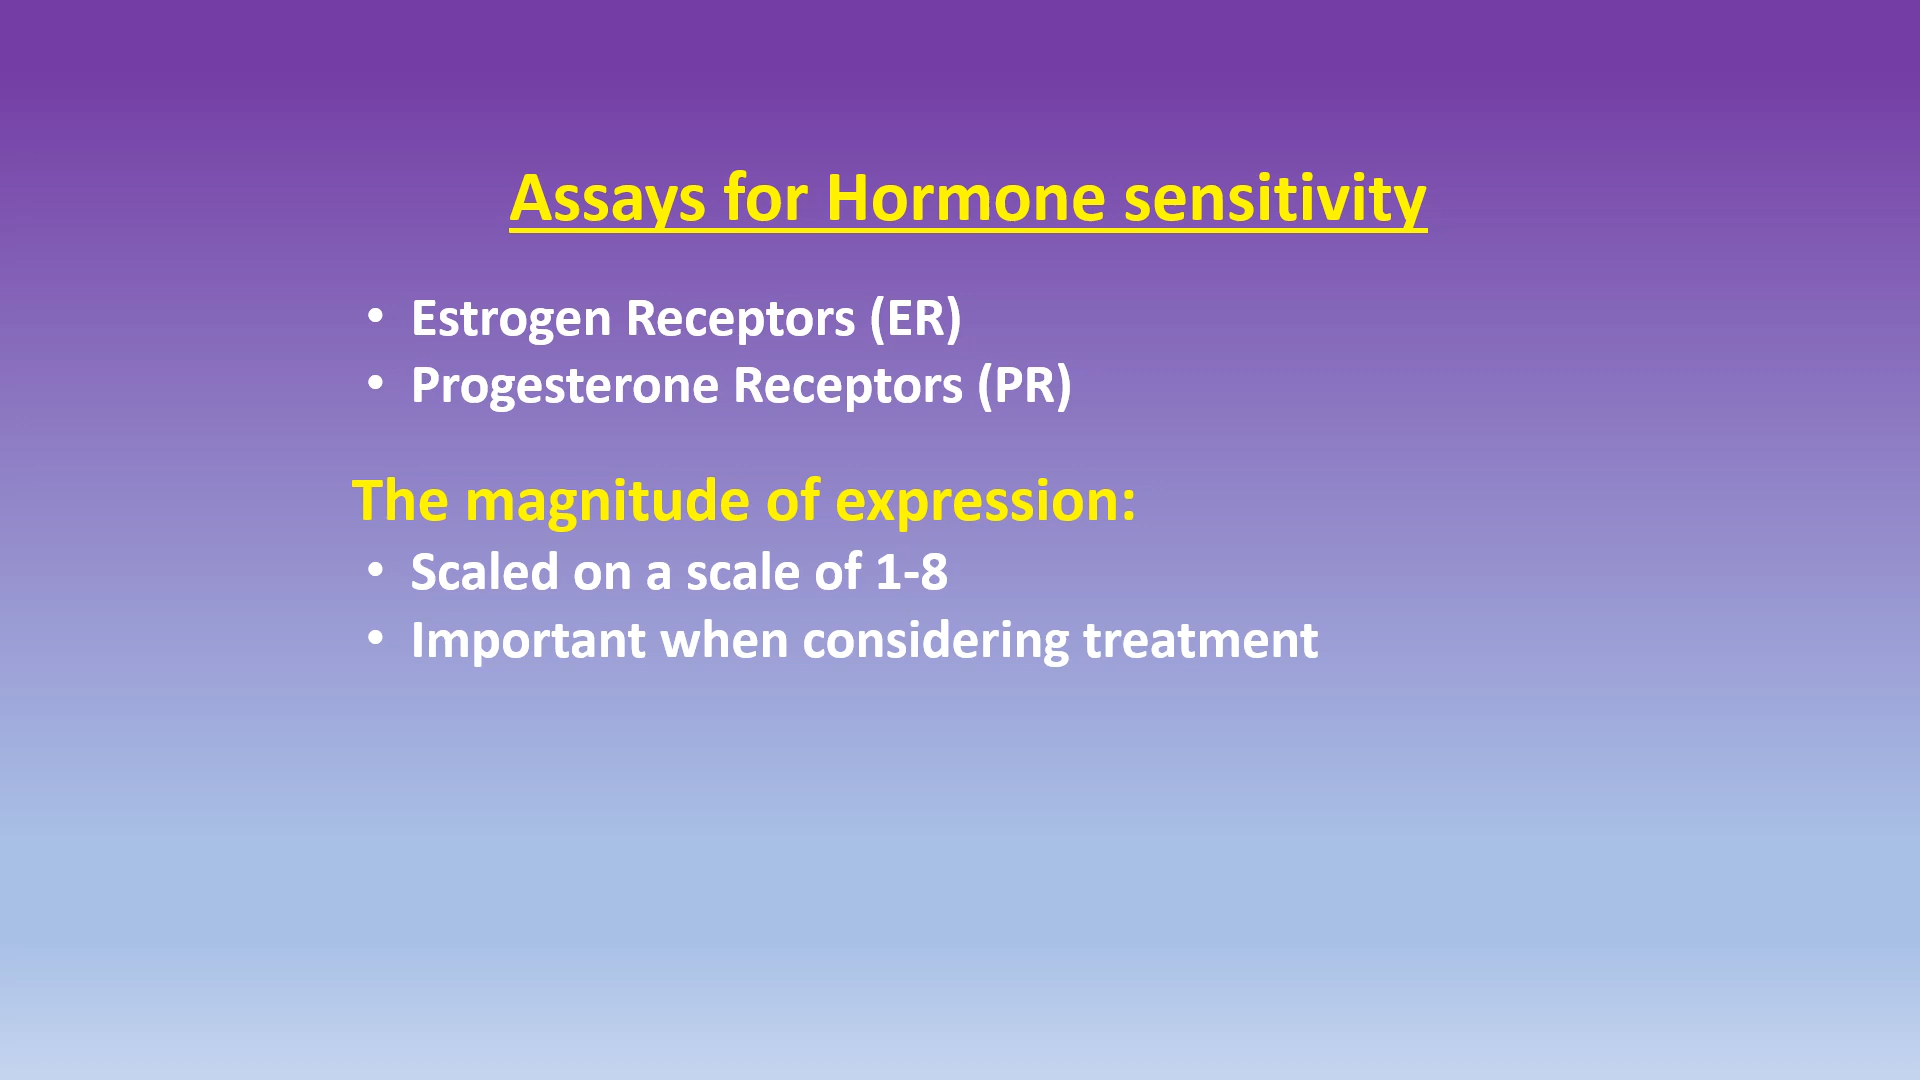 Assays for Hormone sensitivity
• Estrogen Receptors (ER)
• Progesterone Receptors (PR)
The magnitude of expression:
• Scaled on a scale of 1-8
• Important when considering treatment